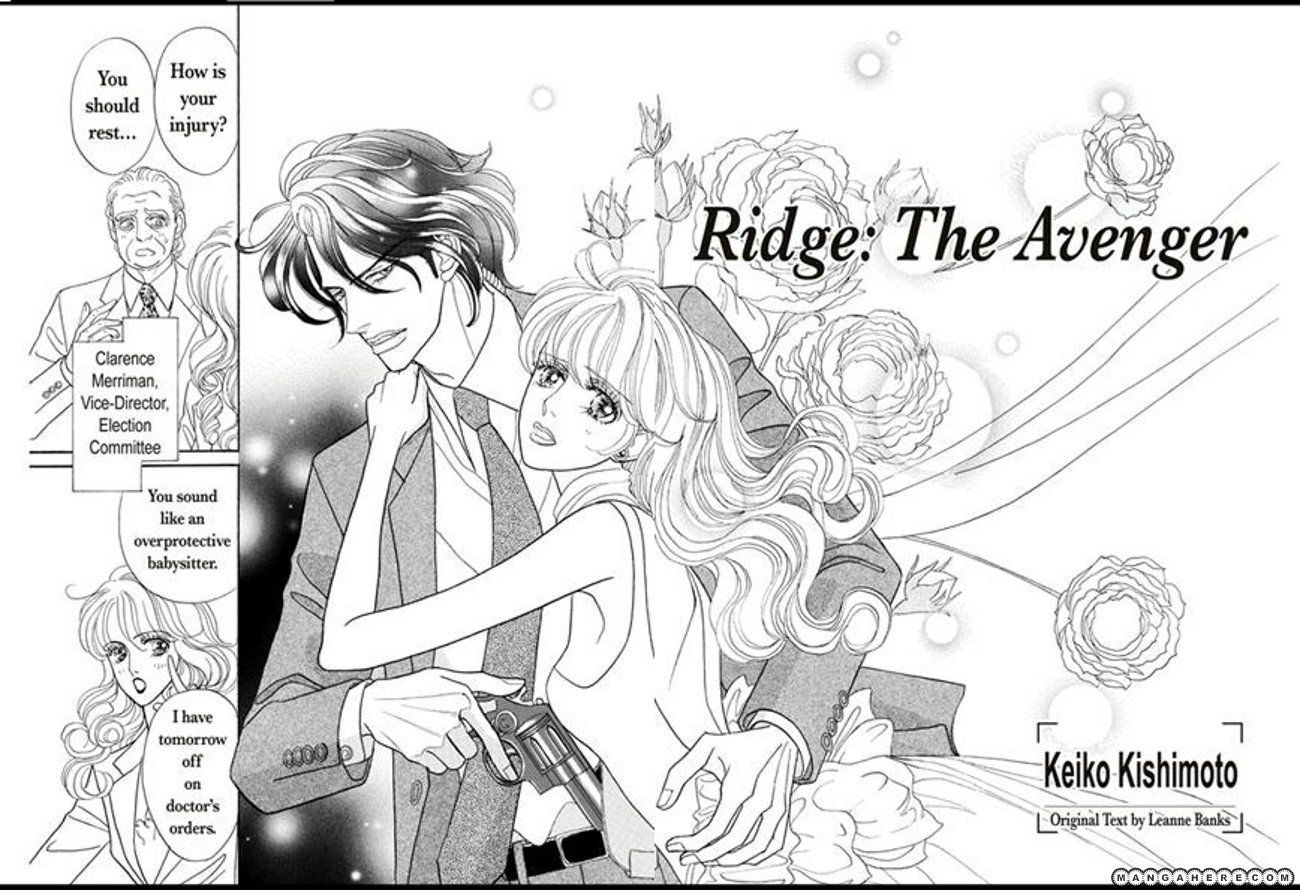 How is
your
injury?
You
should
rest...
Clarence
Merriman,
Vice-Director,
Election
Committee
You sound
like an
overprotective
babysitter.
I have
tomorrow
off
on
doctor's
orders.
Ridge: The Avenger
Keiko Kishimoto
Original Text by Leanne Banks
MANGAHERE.COM